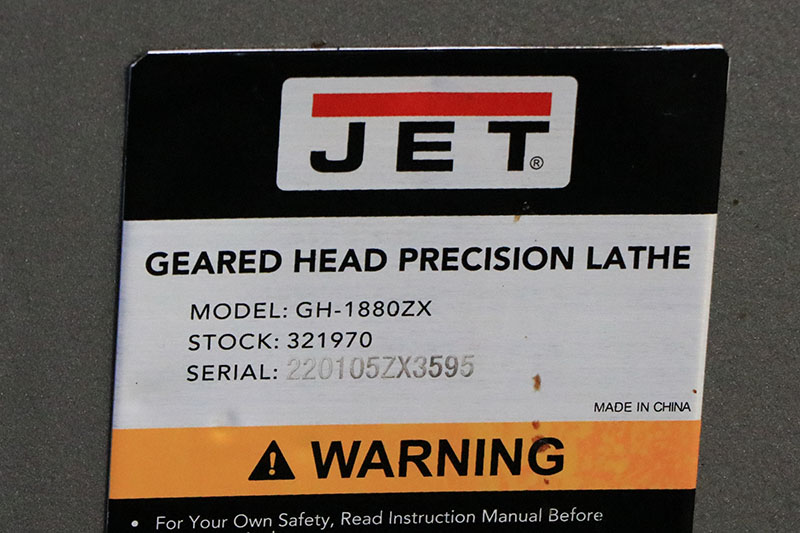 JET®
GEARED HEAD PRECISION LATHE
MODEL: GH-1880ZX
STOCK: 321970
SERIAL: 220105ZX3595
MADE IN CHINA
WARNING
• For Your Own Safety, Read Instruction Manual Before